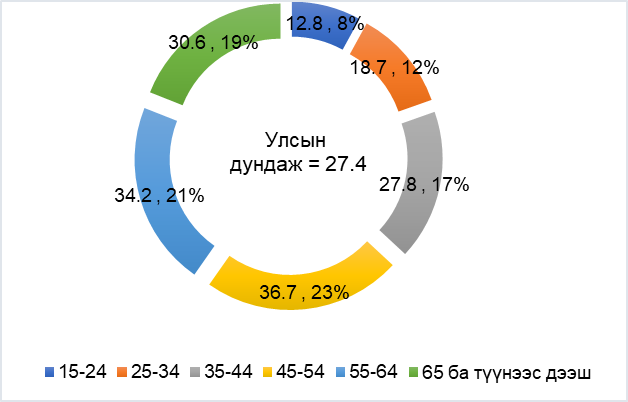 12.8 , 8%
30.6 , 19%
18.7 , 12%
Улсын
дундаж = 27.4
27.8 , 17%
34.2 , 21%
36.7 , 23%
15-24 25-34 35-44 45-54 55-64 65 ба түүнээс дээш